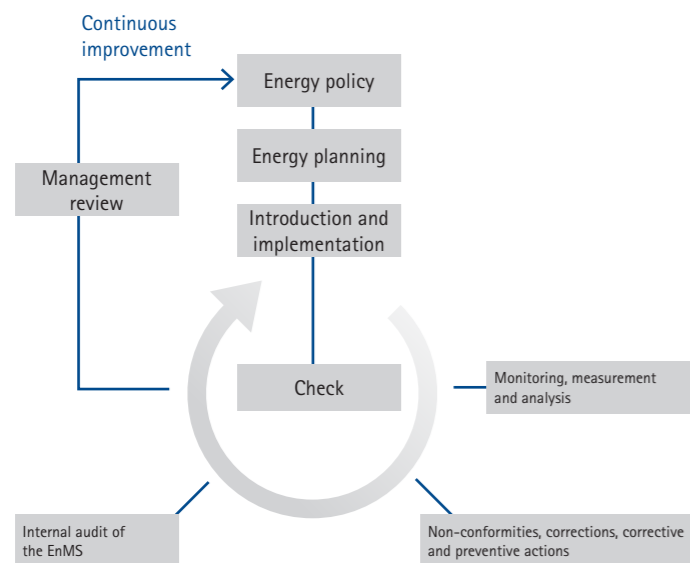 Continuous
improvement
Energy policy
Energy planning
Management
review
Introduction and
implementation
Check
Monitoring, measurement
and analysis
Internal audit of
the EnMS
Non-conformities, corrections, corrective
and preventive actions